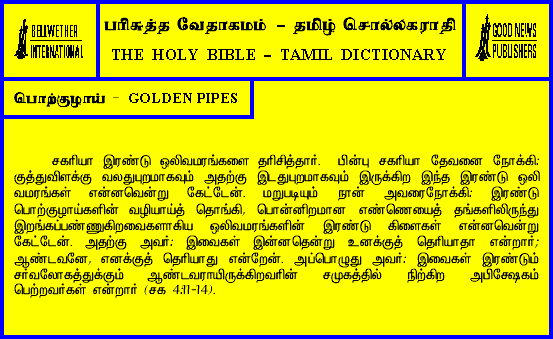 BELLWETHER
INTERNATIONAL
பரிசுத்த வேதாகமம் - தமிழ் சொல்லகராதி
THE HOLY BIBLE - TAMIL DICTIONARY
GOOD NEWS
PUBLISHERS
பொற்குழாய் - GOLDEN PIPES
சகரியா இரண்டு ஒலிவமரங்களை தரிசித்தார். பின்பு சகரியா தேவனை நோக்கி:
குத்துவிளக்கு வலதுபுறமாகவும் அதற்கு இடதுபுறமாகவும் இருக்கிற இந்த இரண்டு ஒலி
வமரங்கள் என்னவென்று கேட்டேன். மறுபடியும் நான் அவரைநோக்கி: இரண்டு
பொற்குழாய்களின் வழியாய்த் தொங்கி, பொன்னிறமான எண்ணெயைத் தங்களிலிருந்து
இறங்கப்பண்ணுகிறவைகளாகிய ஒலிவமரங்களின் இரண்டு கிளைகள் என்னவென்று
கேட்டேன். அதற்கு அவர்: இவைகள் இன்னதென்று உனக்குத் தெரியாதா என்றார்;
ஆண்டவனே, எனக்குத் தெரியாது என்றேன். அப்பொழுது அவர்: இவைகள் இரண்டும்
சர்வலோகத்துக்கும் ஆண்டவராயிருக்கிறவரின் சமுகத்தில் நிற்கிற அபிஷேகம்
பெற்றவர்கள் என்றார் (சக 4:11-14).